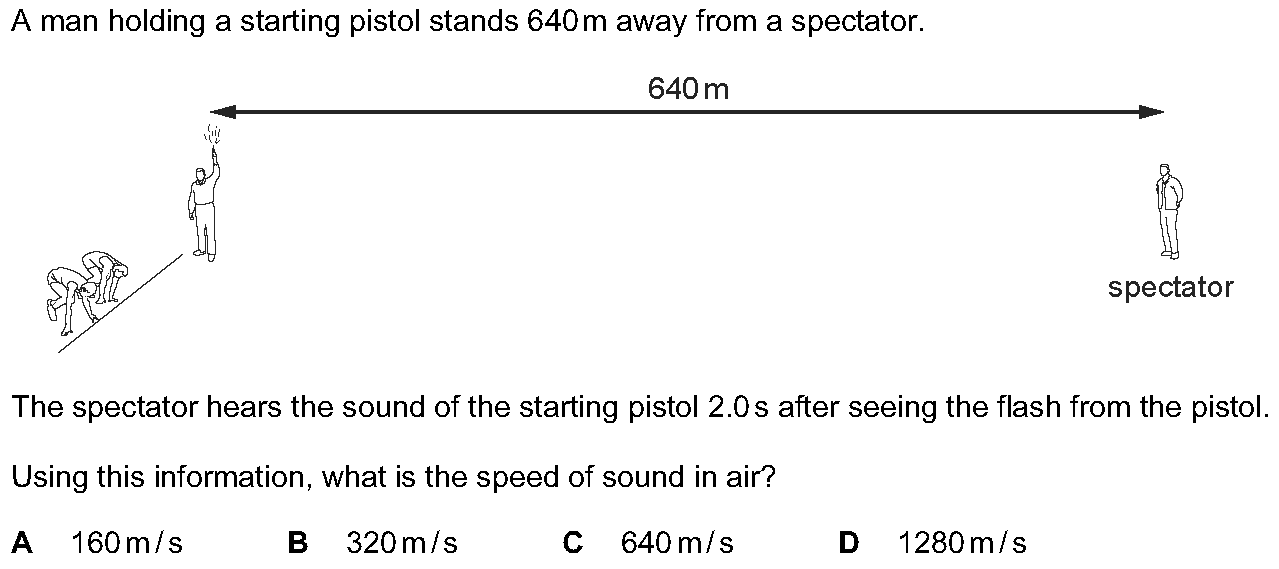 A man holding a starting pistol stands 640 m away from a spectator.
640 m
spectator
The spectator hears the sound of the starting pistol 2.0 s after seeing the flash from the pistol.
Using this information, what is the speed of sound in air?
A 160 m / s B 320 m / s C 640 m / s D 1280 m / s